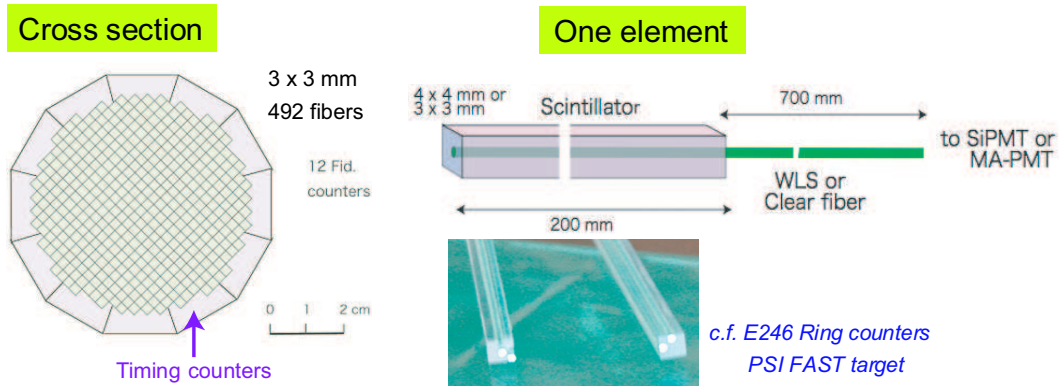 Cross section
3 x 3 mm
492 fibers
12 Fid.
counters
0 1 2 cm
Timing counters
One element
4 x 4 mm or
3 x 3 mm
Scintillator
700 mm
to SiPMT or
MA-PMT
WLS or
Clear fiber
200 mm
c.f. E246 Ring counters
PSI FAST target